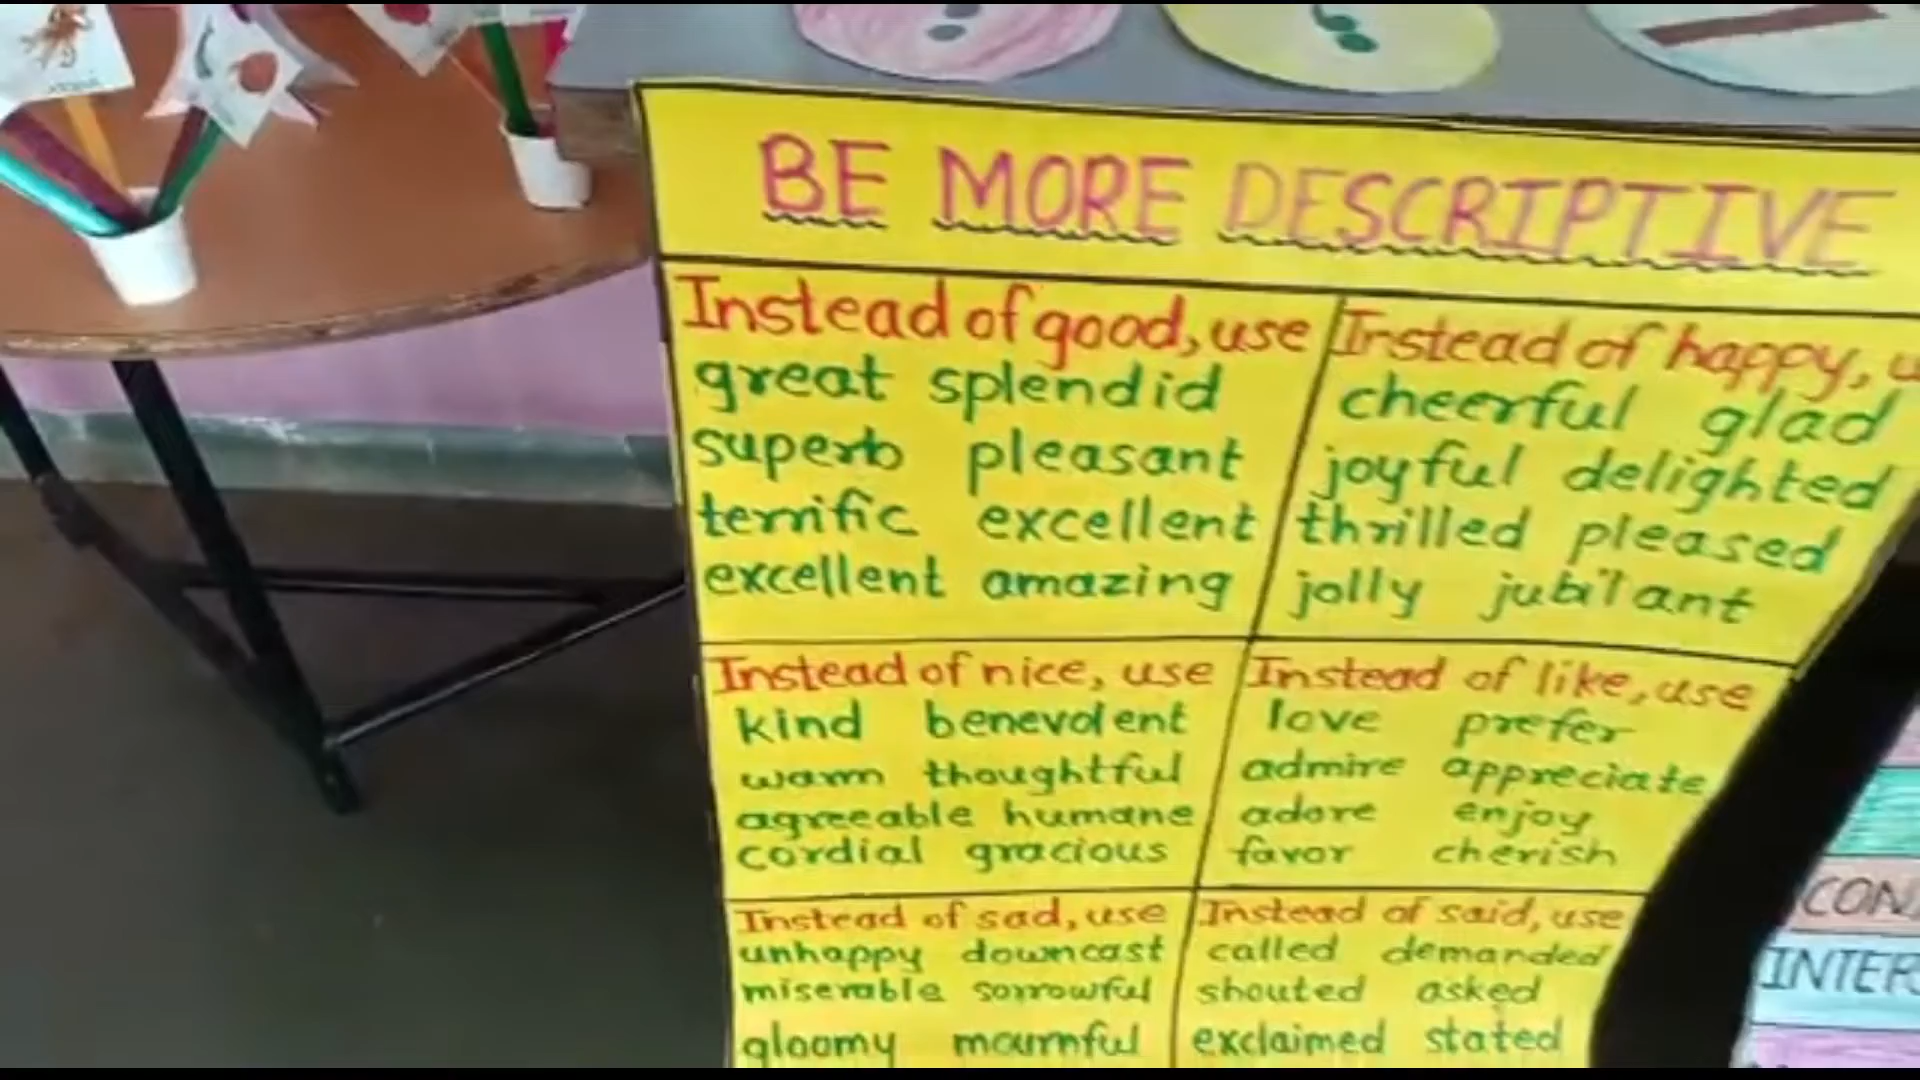 BE MORE DESCRIPTIVE
Instead of good, use
great splendid
superb pleasant
terrific excellent
excellent amazing
Instead of happy,
cheerful glad
joyful delighted
thrilled pleased
jolly jubilant
Instead of nice, use
kind benevolent
warm thoughtful
agreeable humane
cordial gracious
Instead of like, use
love prefer
admire appreciate
adore enjoy
favor cherish
Instead of sad, use
unhappy downcast
miserable sorrowful
gloomy mournful
Instead of said, use
called demanded
shouted asked
exclaimed stated